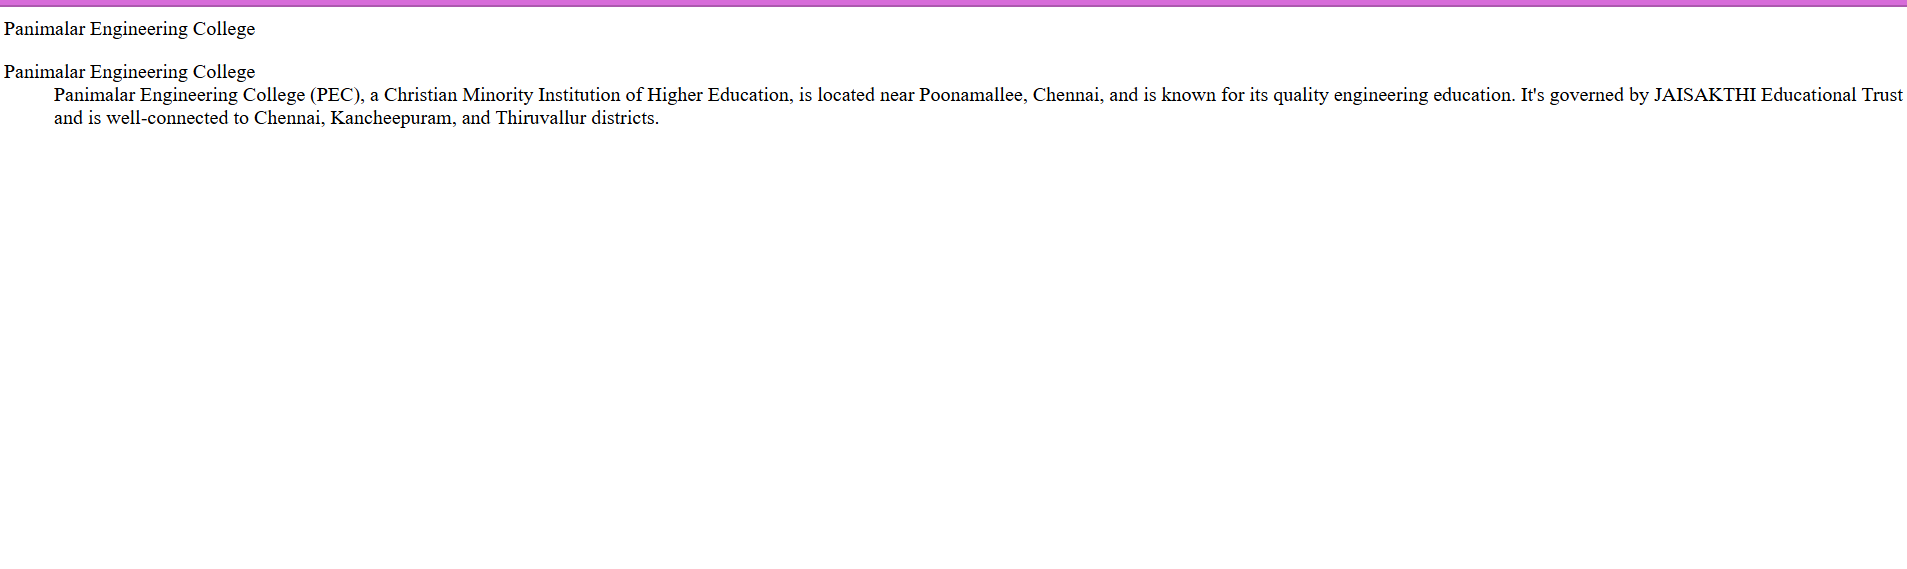 Panimalar Engineering College
Panimalar Engineering College
Panimalar Engineering College (PEC), a Christian Minority Institution of Higher Education, is located near Poonamallee, Chennai, and is known for its quality engineering education. It's governed by JAISAKTHI Educational Trust
and is well-connected to Chennai, Kancheepuram, and Thiruvallur districts.